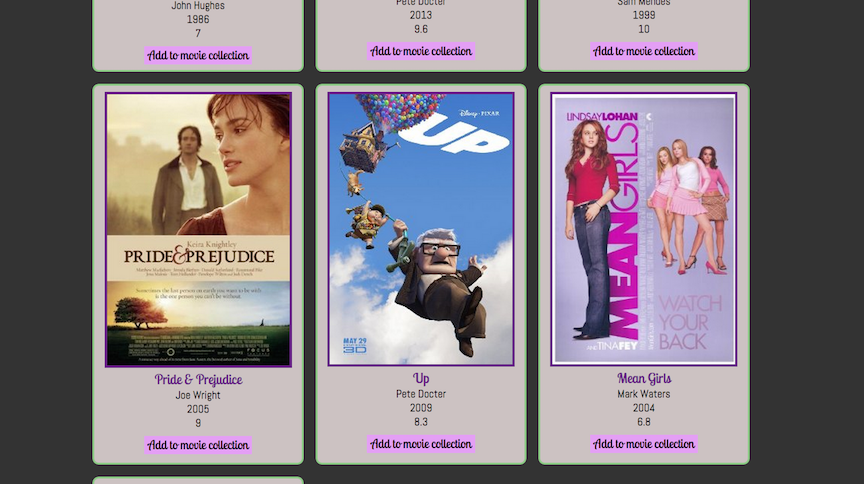 John Hughes
1986
7
Add to movie collection
Pete Docter
2013
9.6
Add to movie collection
Sam Mendes
1999
10
Add to movie collection
Keira Knightley
PRIDE & PREJUDICE
Sometimes the last person on earth you want to be with
is the one person you can't be without.
Pride & Prejudice
Joe Wright
2005
9
Add to movie collection
Disney · PIXAR
UP
MAY 29
3D
Up
Pete Docter
2009
8.3
Add to movie collection
LINDSAY LOHAN
MEAN GIRLS
WATCH
YOUR
BACK
TINA FEY
Mean Girls
Mark Waters
2004
6.8
Add to movie collection